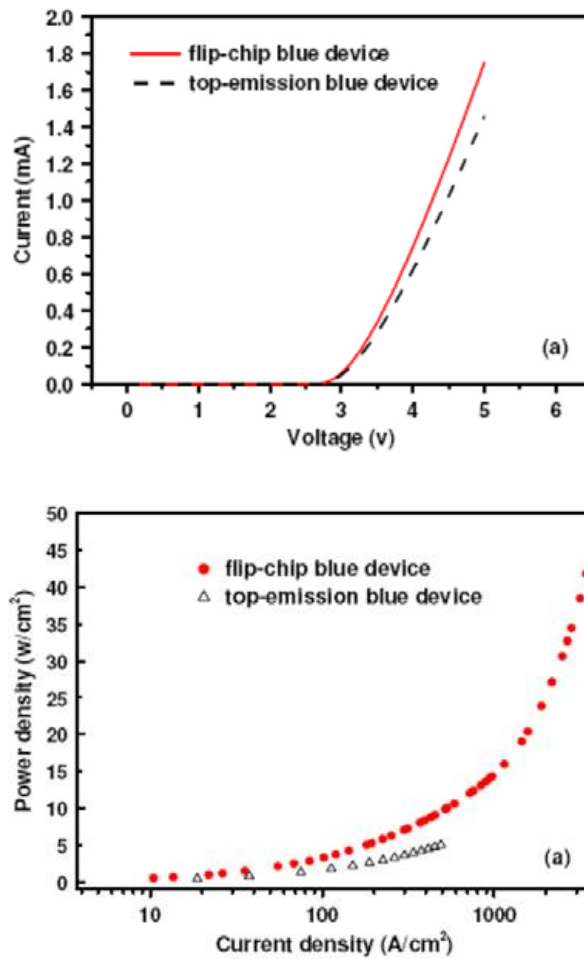 2.0
1.8
1.6
1.4
1.2
1.0
0.8
0.6
0.4
0.2
0.0
Current (mA)
flip-chip blue device
top-emission blue device
(a)
0 1 2 3 4 5 6
Voltage (v)
50
45
40
35
30
25
20
15
10
5
0
Power density (w/cm²)
flip-chip blue device
top-emission blue device
(a)
10 100 1000
Current density (A/cm²)